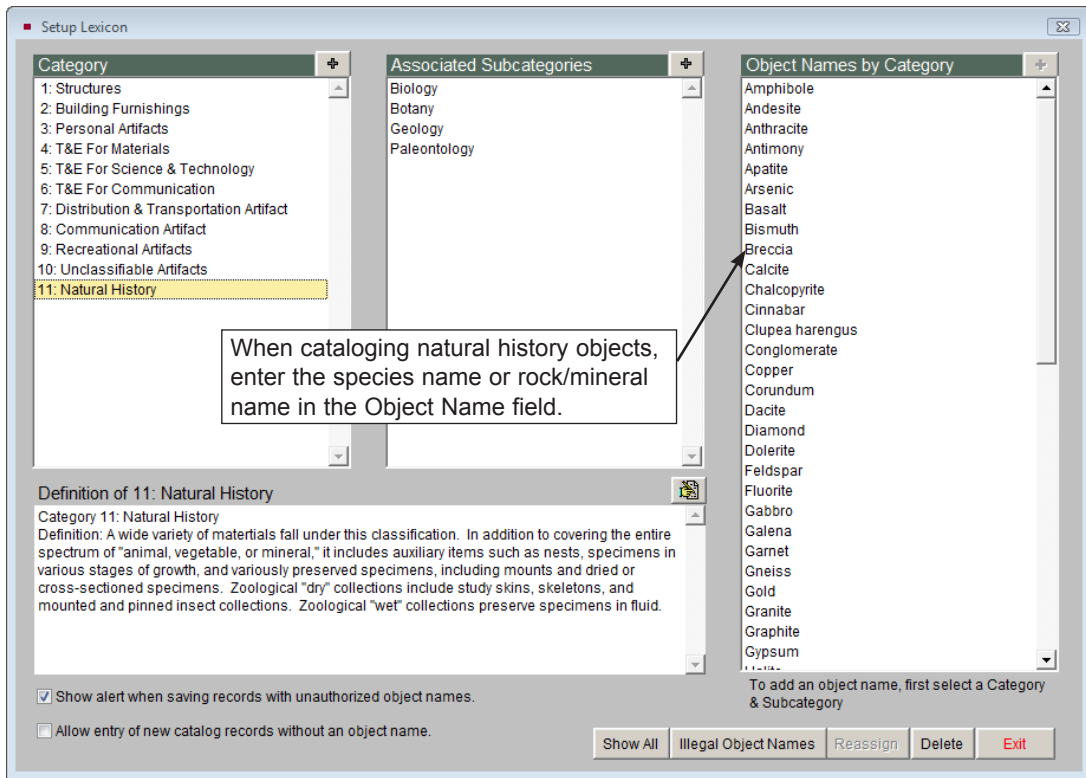 Setup Lexicon
Category
1: Structures
2: Building Furnishings
3: Personal Artifacts
4: T&E For Materials
5: T&E For Science & Technology
6: T&E For Communication
7: Distribution & Transportation Artifact
8: Communication Artifact
9: Recreational Artifacts
10: Unclassifiable Artifacts
11: Natural History
Associated Subcategories
Biology
Botany
Geology
Paleontology
Object Names by Category
Amphibole
Andesite
Anthracite
Antimony
Apatite
Arsenic
Basalt
Bismuth
Breccia
Calcite
Chalcopyrite
Cinnabar
Clupea harengus
Conglomerate
Copper
Corundum
Dacite
Diamond
Dolerite
Feldspar
Fluorite
Gabbro
Galena
Garnet
Gneiss
Gold
Granite
Graphite
Gypsum
When cataloging natural history objects,
enter the species name or rock/mineral
name in the Object Name field.
Definition of 11: Natural History
Category 11: Natural History
Definition: A wide variety of matertials fall under this classification. In addition to covering the entire
spectrum of "animal, vegetable, or mineral," it includes auxiliary items such as nests, specimens in
various stages of growth, and variously preserved specimens, including mounts and dried or
cross-sectioned specimens. Zoological "dry" collections include study skins, skeletons, and
mounted and pinned insect collections. Zoological "wet" collections preserve specimens in fluid.
To add an object name, first select a Category
& Subcategory
Show alert when saving records with unauthorized object names.
Allow entry of new catalog records without an object name.
Show All
Illegal Object Names
Reassign
Delete
Exit